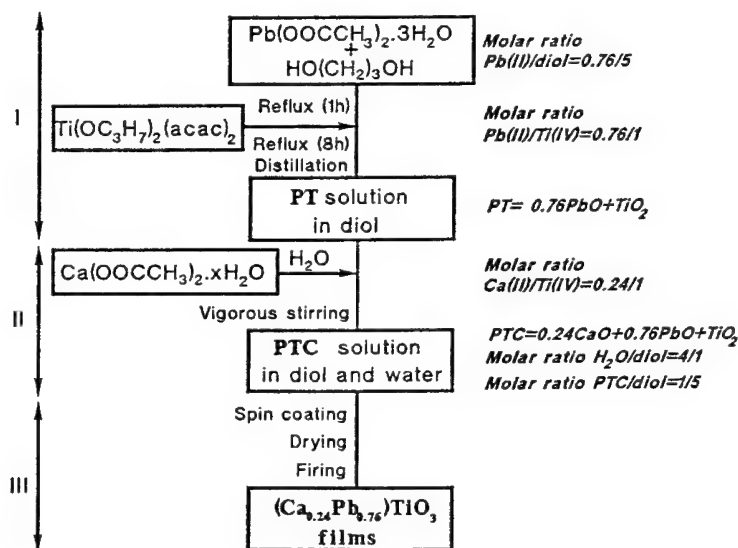 Pb(OOCCH₃)₂.3H₂O
+
HO(CH₂)₃OH
Molar ratio
Pb(II)/diol=0.76/5
I
Reflux (1h)
Ti(OC₃H₇)₂(acac)₂
Molar ratio
Pb(II)/Ti(IV)=0.76/1
Reflux (8h)
Distillation
PT solution
in diol
PT= 0.76PbO+TiO₂
Ca(OOCCH₃)₂.xH₂O
H₂O
Molar ratio
Ca(II)/Ti(IV)=0.24/1
II
Vigorous stirring
PTC solution
in diol and water
PTC=0.24CaO+0.76PbO+TiO₂
Molar ratio H₂O/diol=4/1
Molar ratio PTC/diol=1/5
Spin coating
Drying
Firing
III
(Ca₀.₂₄Pb₀.₇₆)TiO₃
films